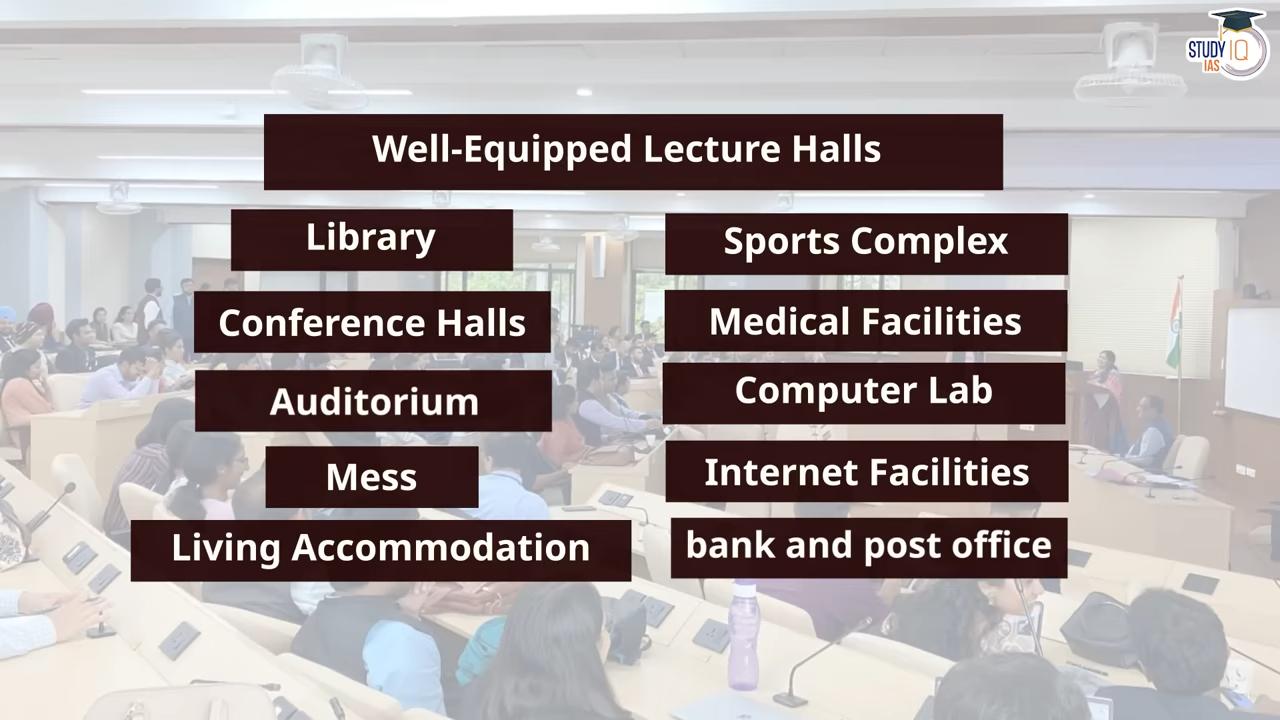 STUDY IQ
IAS
Well-Equipped Lecture Halls
Library
Conference Halls
Auditorium
Mess
Living Accommodation
Sports Complex
Medical Facilities
Computer Lab
Internet Facilities
bank and post office